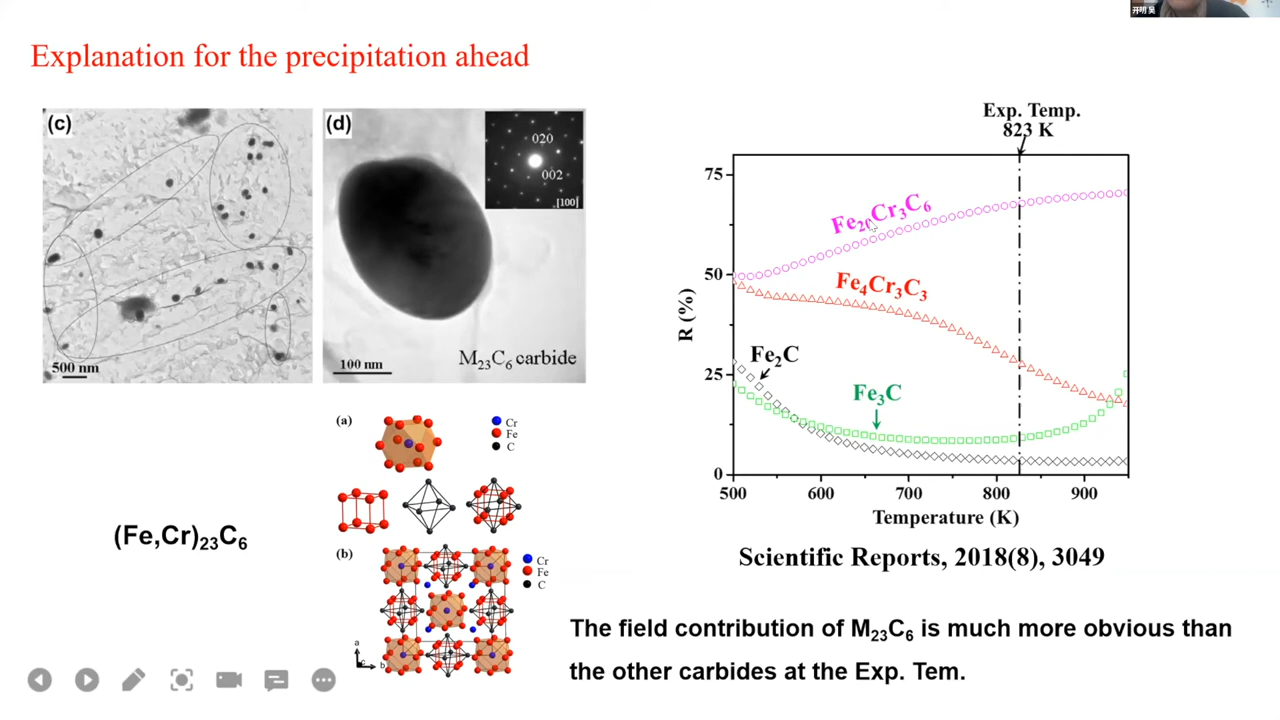 开明 吴
Explanation for the precipitation ahead
(c)
500 nm
(d)
020
002
[100]
100 nm
M₂₃C₆ carbide
(a)
Cr
Fe
C
(b)
Cr
Fe
C
a
c
b
(Fe,Cr)₂₃C₆
Exp. Temp.
823 K
75
50
25
0
R (%)
Fe₂₀Cr₃C₆
Fe₄Cr₃C₃
Fe₂C
Fe₃C
500
600
700
800
900
Temperature (K)
Scientific Reports, 2018(8), 3049
The field contribution of M₂₃C₆ is much more obvious than
the other carbides at the Exp. Tem.